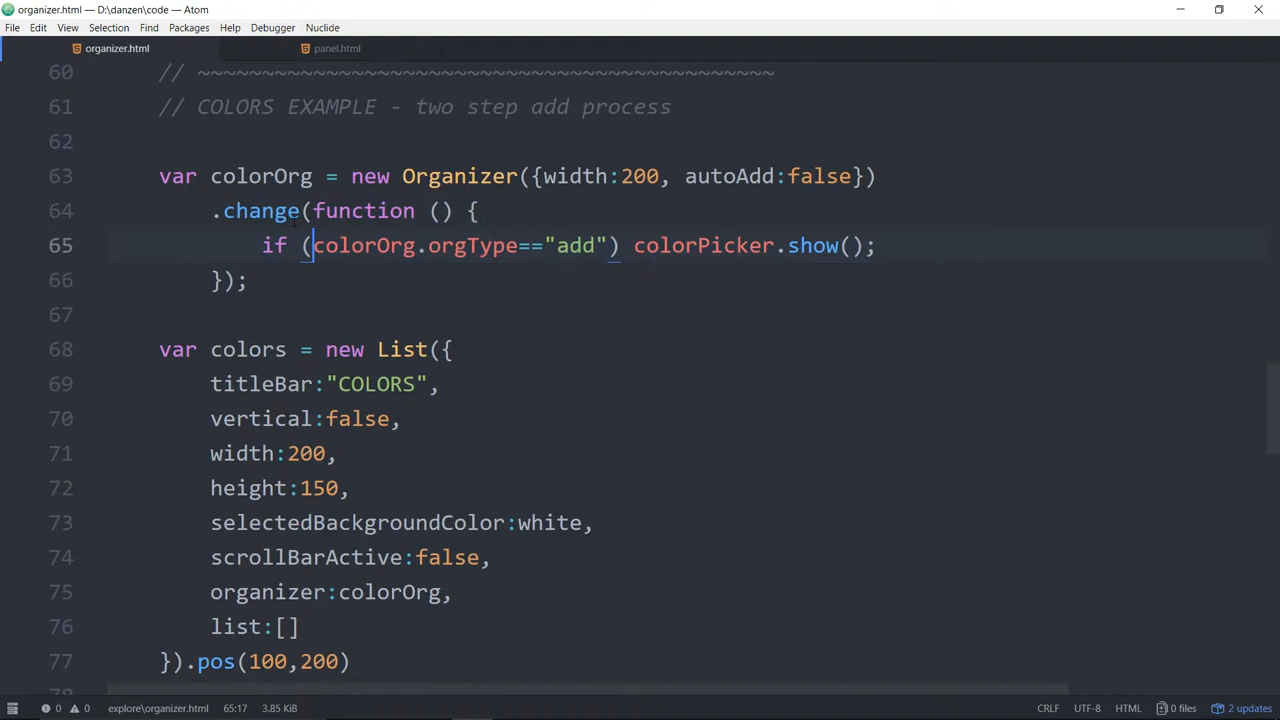 organizer.html — D:\danzen\code — Atom
File Edit View Selection Find Packages Help Debugger Nuclide
organizer.html panel.html
60 // ~~~~~~~~~~~~~~~~~~~~~~~~~~~~~~~~~~~~~~~~~~~~~
61 // COLORS EXAMPLE - two step add process
62
63 var colorOrg = new Organizer({width:200, autoAdd:false})
64 .change(function () {
65 if (colorOrg.orgType=="add") colorPicker.show();
66 });
67
68 var colors = new List({
69 titleBar:"COLORS",
70 vertical:false,
71 width:200,
72 height:150,
73 selectedBackgroundColor:white,
74 scrollBarActive:false,
75 organizer:colorOrg,
76 list:[]
77 }).pos(100,200)
78
0 0 explore\organizer.html 65:17 3.85 KiB CRLF UTF-8 HTML 0 files 2 updates